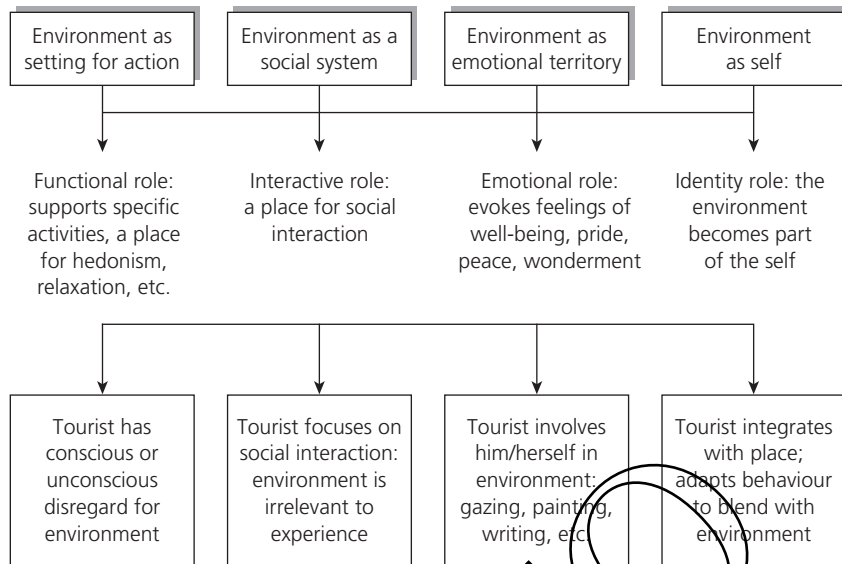 Environment as
setting for action
Environment as a
social system
Environment as
emotional territory
Environment
as self
Functional role:
supports specific
activities, a place
for hedonism,
relaxation, etc.
Interactive role:
a place for social
interaction
Emotional role:
evokes feelings of
well-being, pride,
peace, wonderment
Identity role: the
environment
becomes part
of the self
Tourist has
conscious or
unconscious
disregard for
environment
Tourist focuses on
social interaction:
environment is
irrelevant to
experience
Tourist involves
him/herself in
environment:
gazing, painting,
writing, etc.
Tourist integrates
with place;
adapts behaviour
to blend with
environment